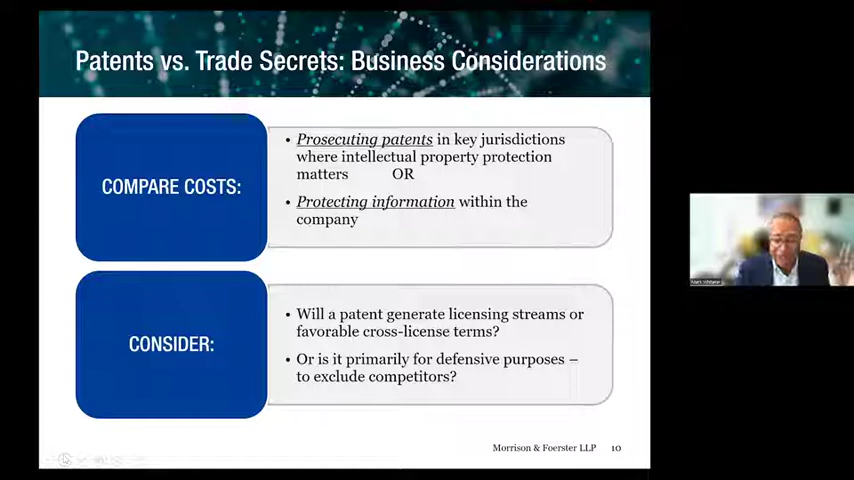 Patents vs. Trade Secrets: Business Considerations
COMPARE COSTS:
• Prosecuting patents in key jurisdictions
where intellectual property protection
matters OR
• Protecting information within the
company
CONSIDER:
• Will a patent generate licensing streams or
favorable cross-license terms?
• Or is it primarily for defensive purposes –
to exclude competitors?
Morrison & Foerster LLP 10